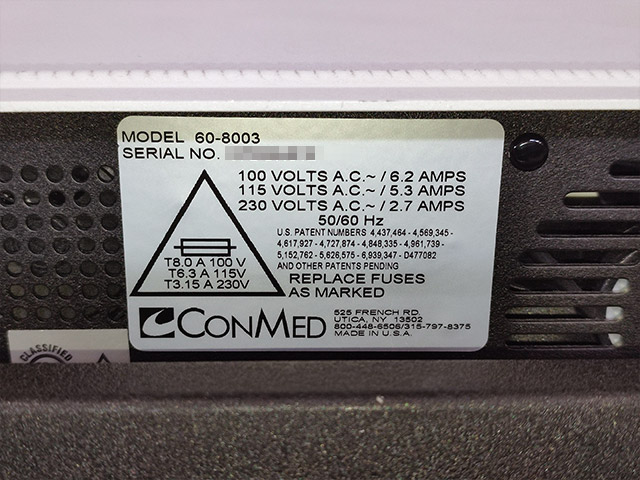 MODEL 60-8003
SERIAL NO.
100 VOLTS A.C.~ / 6.2 AMPS
115 VOLTS A.C.~ / 5.3 AMPS
230 VOLTS A.C.~ / 2.7 AMPS
50/60 Hz
U.S. PATENT NUMBERS 4,437,464 - 4,569,345 -
4,617,927 - 4,727,874 - 4,848,335 - 4,961,739 -
5,152,762 - 5,626,575 - 6,939,347 - D477082
AND OTHER PATENTS PENDING
REPLACE FUSES
AS MARKED
T8.0 A 100 V
T6.3 A 115V
T3.15 A 230V
CONMED
525 FRENCH RD.
UTICA, NY 13502
800-448-6506/315-797-8375
MADE IN U.S.A.
CLASSIFIED